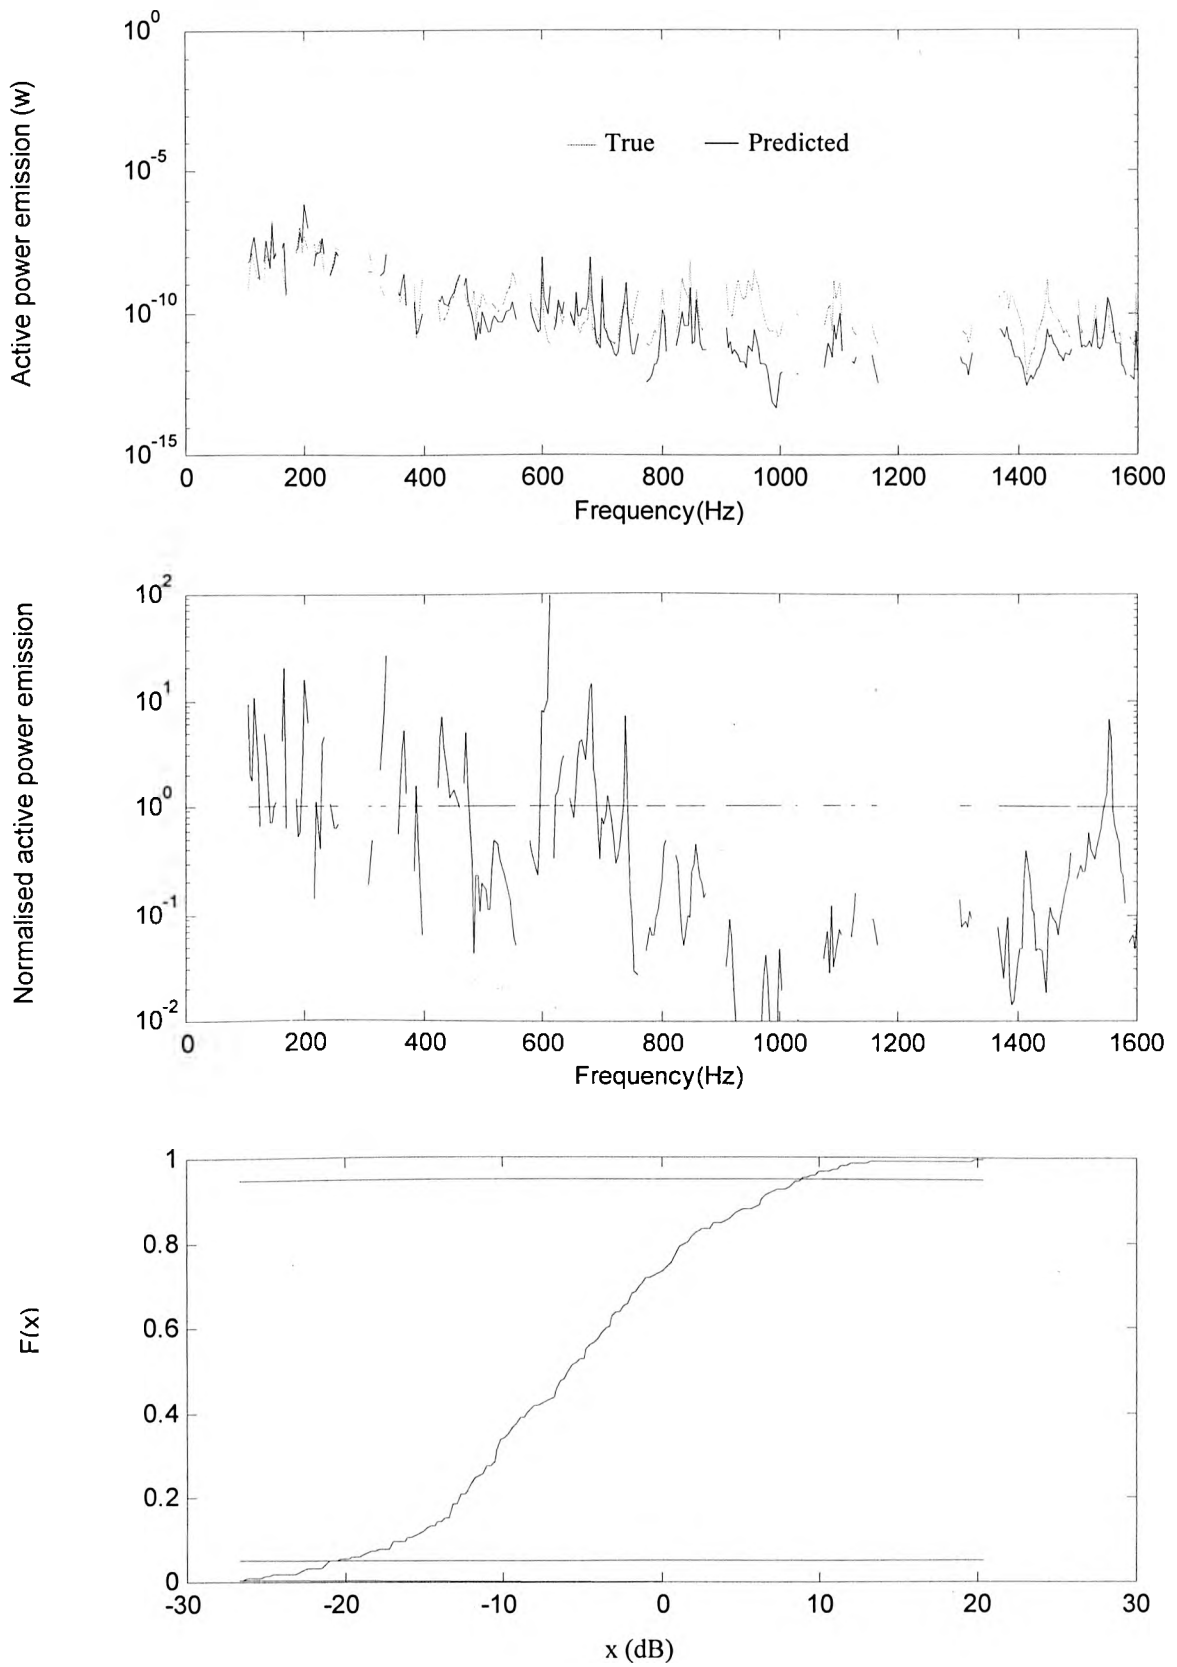 Active power emission (w)
10^0
10^-5
10^-10
10^-15
True
Predicted
0 200 400 600 800 1000 1200 1400 1600
Frequency(Hz)
Normalised active power emission
10^2
10^1
10^0
10^-1
10^-2
0 200 400 600 800 1000 1200 1400 1600
Frequency(Hz)
F(x)
1
0.8
0.6
0.4
0.2
0
-30 -20 -10 0 10 20 30
x (dB)